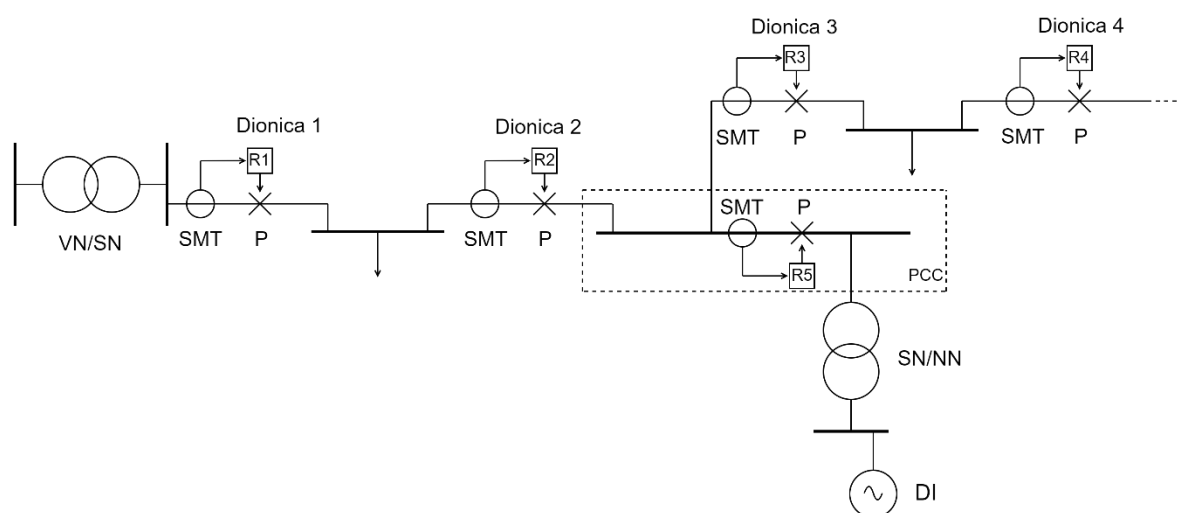 Dionica 3
Dionica 4
R3
R4
SMT
P
SMT
P
Dionica 1
Dionica 2
R1
R2
VN/SN
SMT
P
SMT
P
SMT
P
R5
PCC
SN/NN
DI